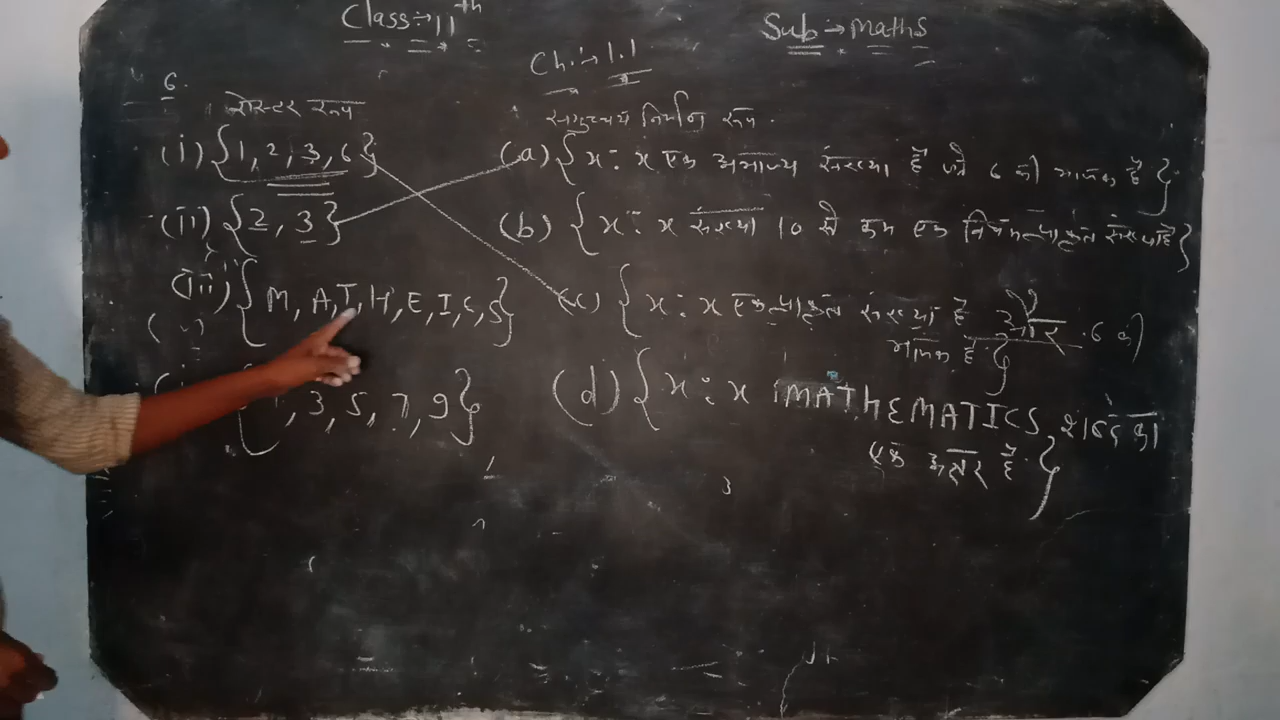 Class:-11th
Sub:-Maths
Ch:-1.1
6.
रोस्टर रूप
समुच्चय निर्माण रूप.
(i) {1, 2, 3, 6}
(a) {x: x एक अभाज्य संख्या है जो 6 की भाजक है}
(ii) {2, 3}
(b) {x: x संख्या 10 से कम एक विषम प्राकृत संख्या है}
(iii) {M, A, T, H, E, I, C, S}
(c) {x: x एक प्राकृत संख्या है और 6 की
भाजक है}
, 3, 5, 7, 9}
(d) {x: x MATHEMATICS शब्द का
एक अक्षर है}